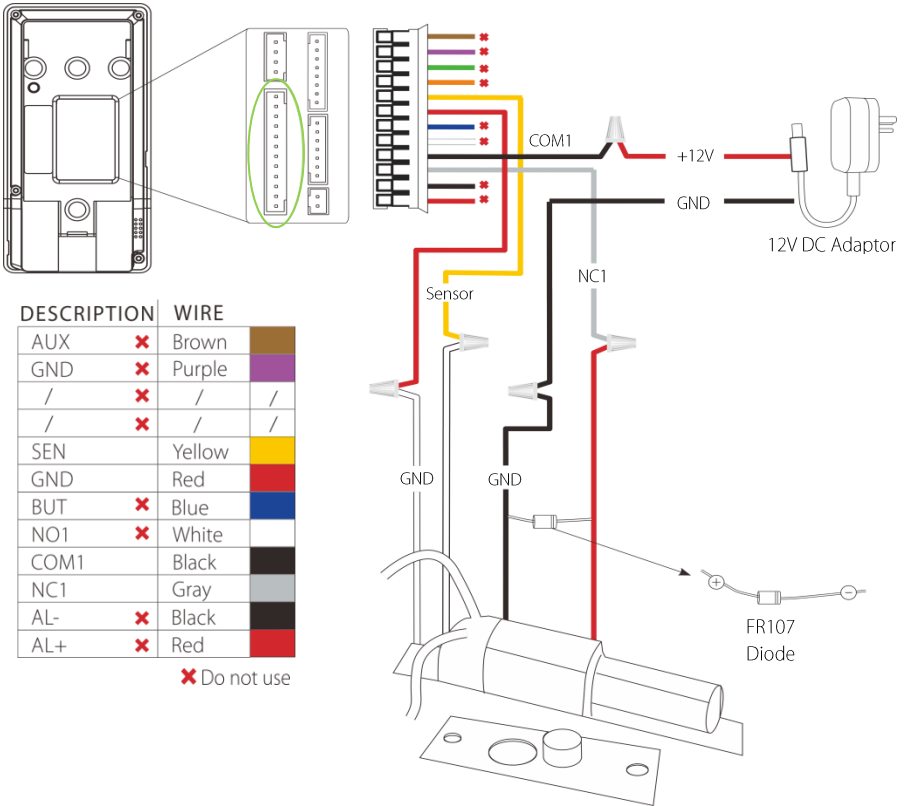 COM1
+12V
GND
12V DC Adaptor
NC1
Sensor
GND
GND
FR107
Diode
DESCRIPTION WIRE
AUX ✖ Brown
GND ✖ Purple
/ ✖ / /
/ ✖ / /
SEN Yellow
GND Red
BUT ✖ Blue
NO1 ✖ White
COM1 Black
NC1 Gray
AL- ✖ Black
AL+ ✖ Red
✖ Do not use